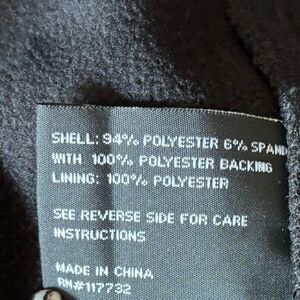 SHELL: 94% POLYESTER 6% SPAND
WITH 100% POLYESTER BACKING
LINING: 100% POLYESTER
SEE REVERSE SIDE FOR CARE
INSTRUCTIONS
MADE IN CHINA
RN#117732